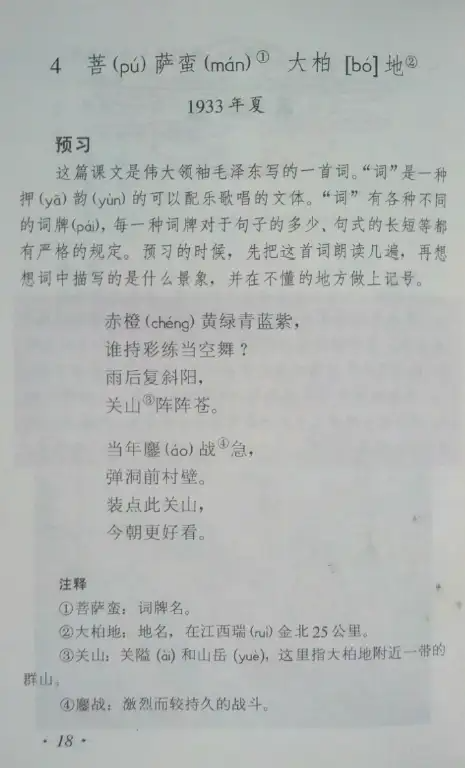 4 菩(pú)萨蛮(mán)① 大柏[bó]地②
1933年夏
预习
这篇课文是伟大领袖毛泽东写的一首词。“词”是一种
押(yā)韵(yùn)的可以配乐歌唱的文体。“词”有各种不同
的词牌(pái)，每一种词牌对于句子的多少、句式的长短等都
有严格的规定。预习的时候，先把这首词朗读几遍，再想
想词中描写的是什么景象，并在不懂的地方做上记号。
赤橙(chéng)黄绿青蓝紫，
谁持彩练当空舞？
雨后复斜阳，
关山③阵阵苍。
当年鏖(áo)战④急，
弹洞前村壁。
装点此关山，
今朝更好看。
注释
①菩萨蛮：词牌名。
②大柏地：地名，在江西瑞(ruì)金北25公里。
③关山：关隘(ài)和山岳(yuè)，这里指大柏地附近一带的
群山。
④鏖战：激烈而较持久的战斗。
· 18 ·